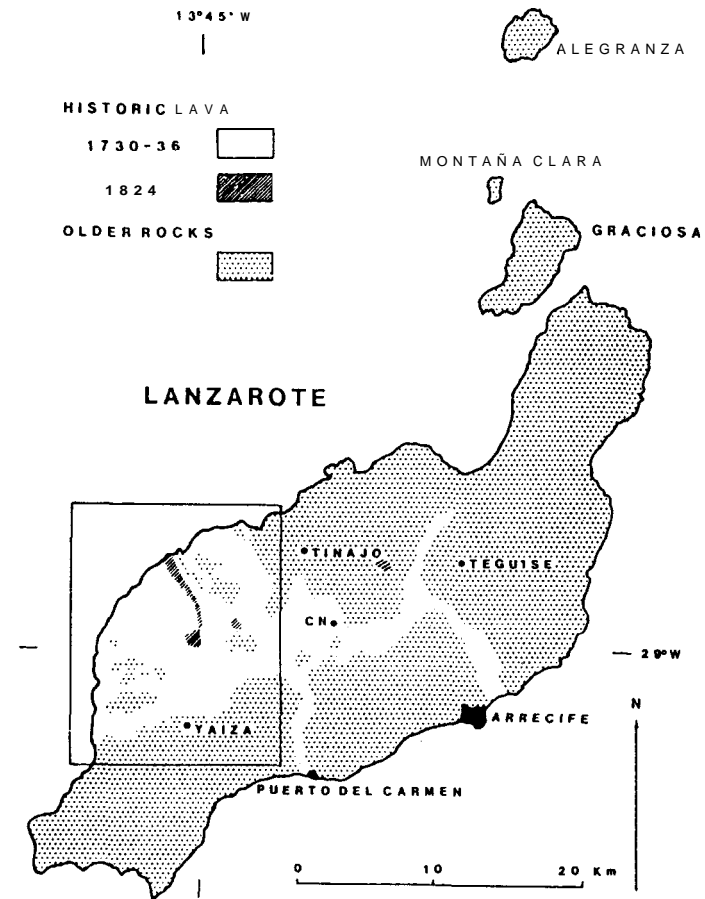 13°45' W
ALEGRANZA
HISTORIC LAVA
1730-36
MONTAÑA CLARA
1824
OLDER ROCKS
GRACIOSA
LANZAROTE
TINAJO
TEGUISE
CN
29°W
N
YAIZA
ARRECIFE
PUERTO DEL CARMEN
0 10 20 Km